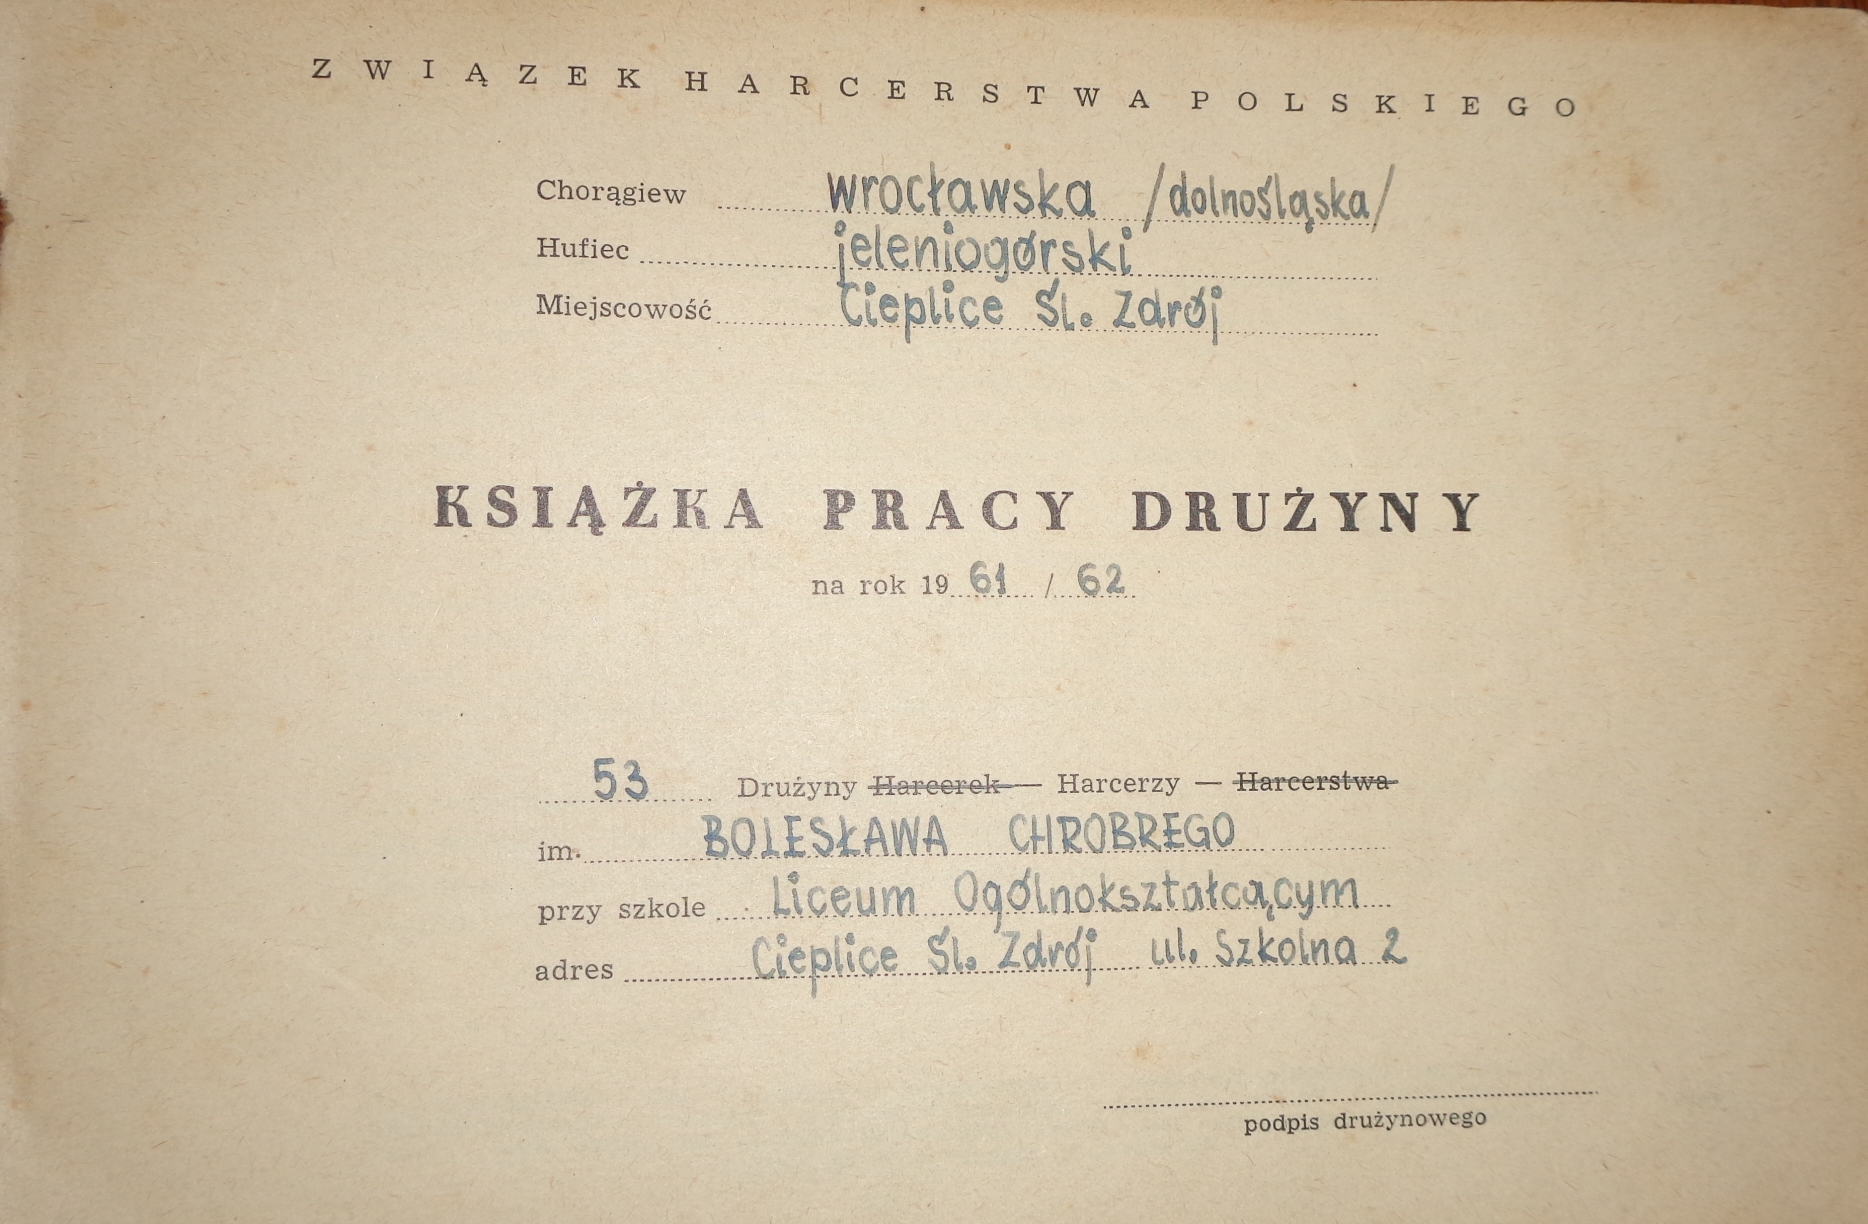 ZWIĄZEK HARCERSTWA POLSKIEGO
Chorągiew wrocławska /dolnośląska/
Hufiec jeleniogórski
Miejscowość Cieplice Śl. Zdrój
KSIĄŻKA PRACY DRUŻYNY
na rok 19 61 / 62
53 Drużyny Harcerek — Harcerzy — Harcerstwa
im. BOLESŁAWA CHROBREGO
przy szkole Liceum Ogólnokształcącym
adres Cieplice Śl. Zdrój ul. Szkolna 2
podpis drużynowego